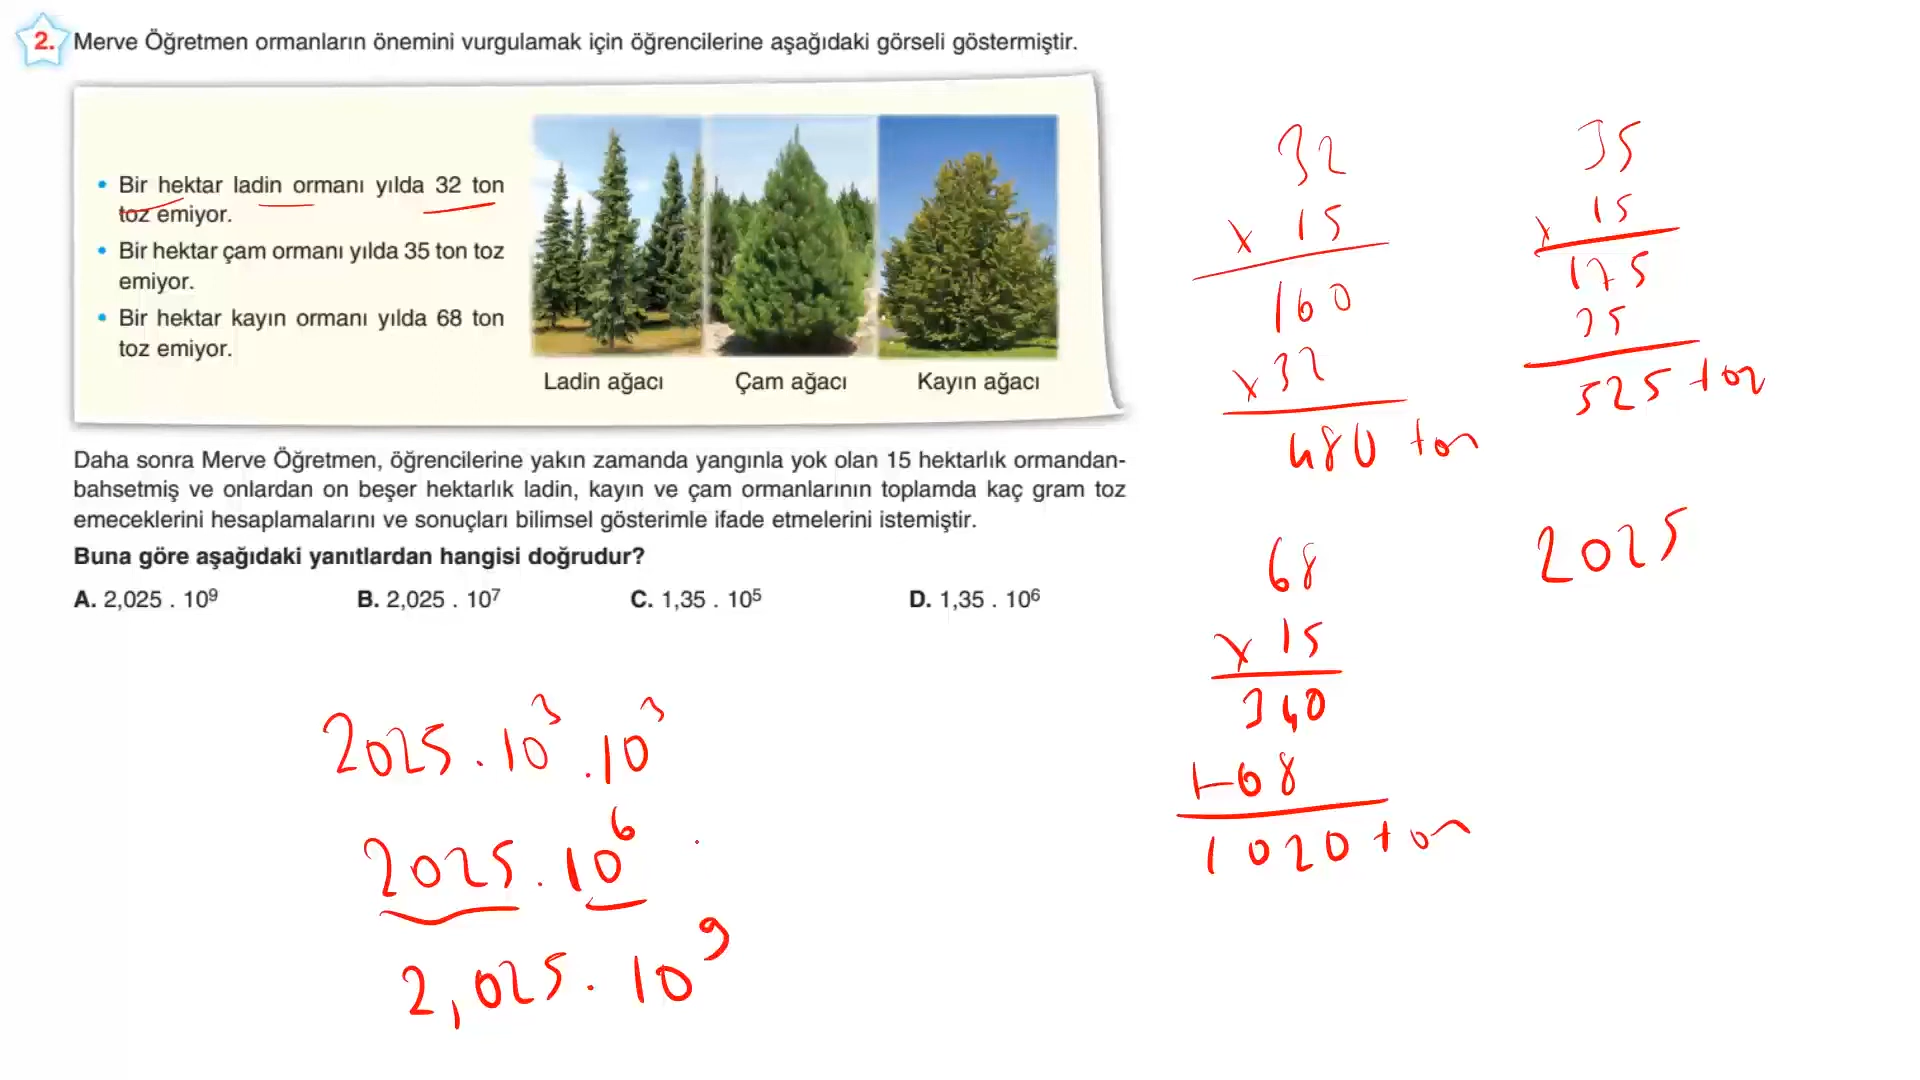 2. Merve Öğretmen ormanların önemini vurgulamak için öğrencilerine aşağıdaki görseli göstermiştir.
• Bir hektar ladin ormanı yılda 32 ton
toz emiyor.
• Bir hektar çam ormanı yılda 35 ton toz
emiyor.
• Bir hektar kayın ormanı yılda 68 ton
toz emiyor.
Ladin ağacı Çam ağacı Kayın ağacı
Daha sonra Merve Öğretmen, öğrencilerine yakın zamanda yangınla yok olan 15 hektarlık ormandan-
bahsetmiş ve onlardan on beşer hektarlık ladin, kayın ve çam ormanlarının toplamda kaç gram toz
emeceklerini hesaplamalarını ve sonuçları bilimsel gösterimle ifade etmelerini istemiştir.
Buna göre aşağıdaki yanıtlardan hangisi doğrudur?
A. 2,025 . 10⁹ B. 2,025 . 10⁷ C. 1,35 . 10⁵ D. 1,35 . 10⁶
2025 . 10³ . 10³
2025 . 10⁶
2,025 . 10⁹
32
x 15
160
x 32
480 ton
35
x 15
175
35
525 toz
68
x 15
340
+68
1020 ton
2025